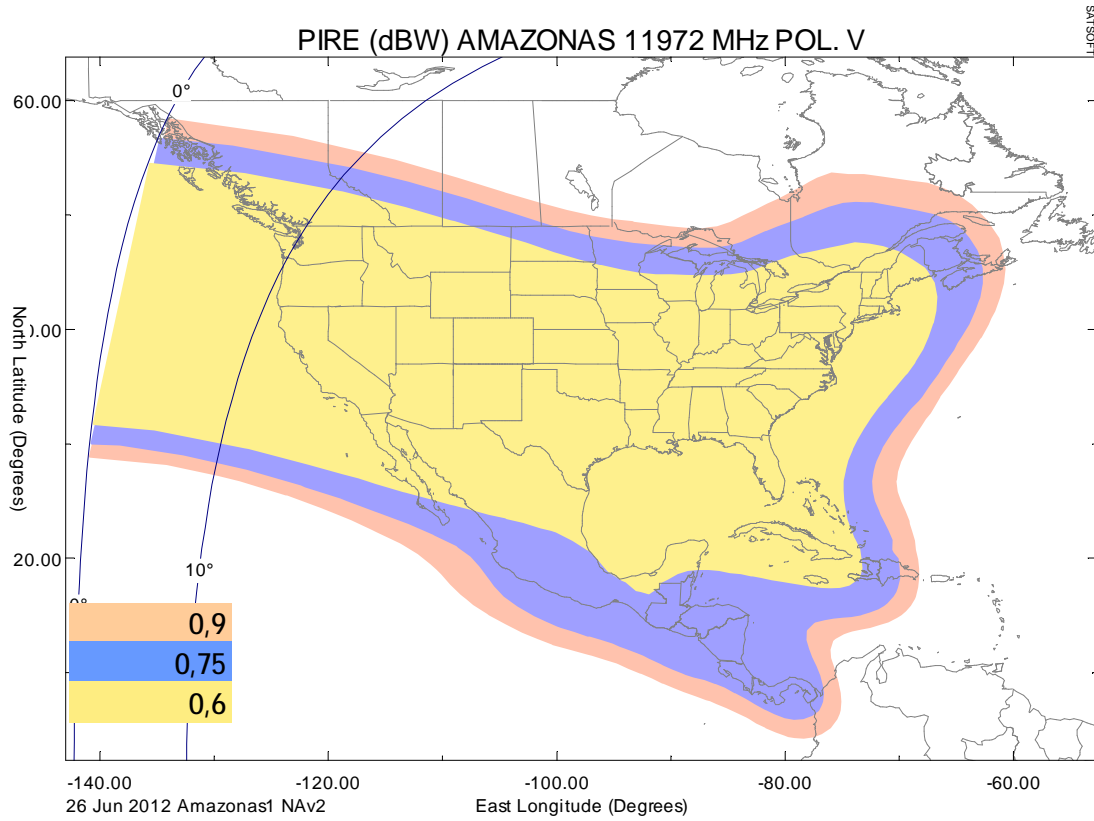 SATSOFT
PIRE (dBW) AMAZONAS 11972 MHz POL. V
60.00
0°
North Latitude (Degrees)
20.00
10°
0,9
0,75
0,6
-140.00 -120.00 -100.00 -80.00 -60.00
26 Jun 2012 Amazonas1 NAv2 East Longitude (Degrees)